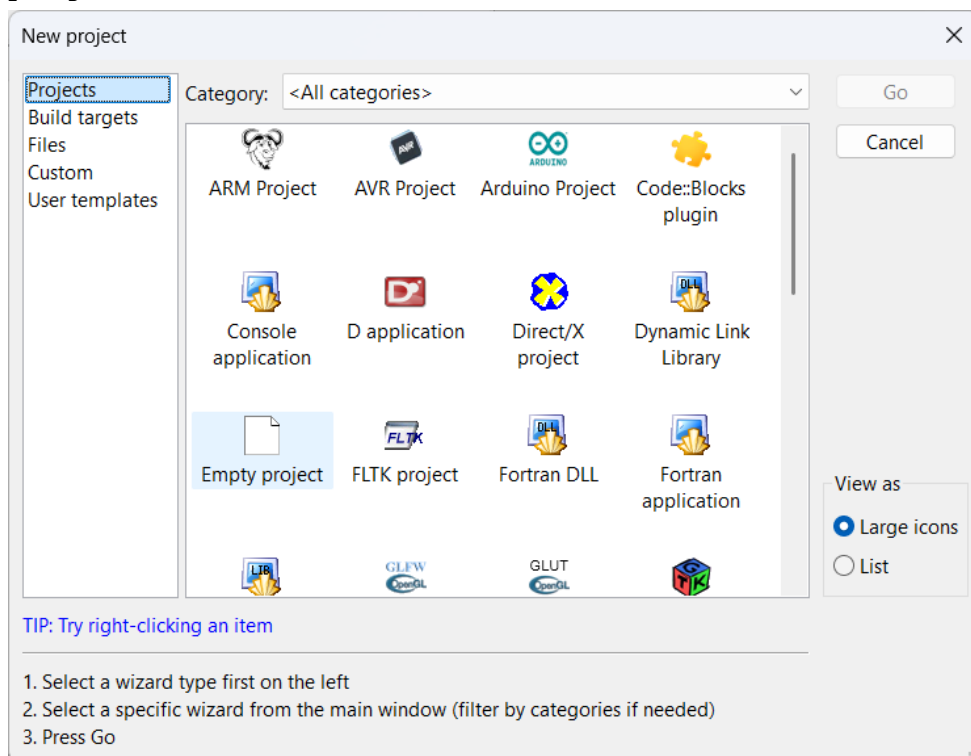 New project
Projects
Build targets
Files
Custom
User templates
Category: <All categories>
Go
Cancel
AVR
ARDUINO
ARM Project AVR Project Arduino Project Code::Blocks
plugin
DLL
Console D application Direct/X Dynamic Link
application project Library
FLTK DLL
Empty project FLTK project Fortran DLL Fortran
application
LIB GLFW OpenGL GLUT OpenGL GTK
View as
Large icons
List
TIP: Try right-clicking an item
1. Select a wizard type first on the left
2. Select a specific wizard from the main window (filter by categories if needed)
3. Press Go